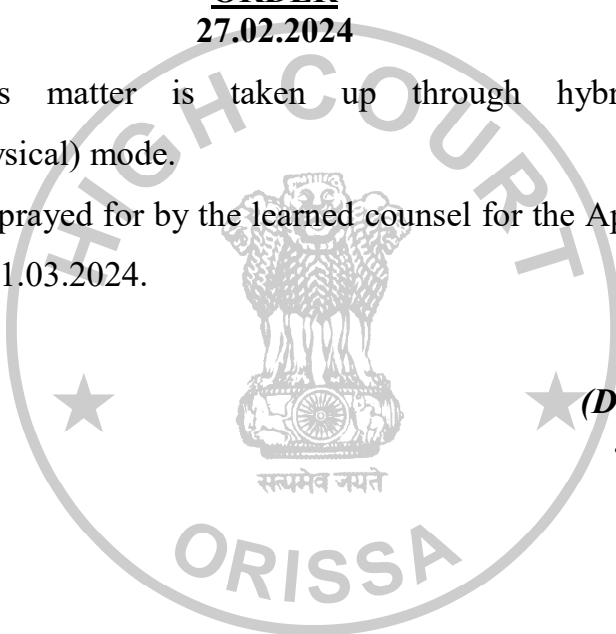 ORDER
27.02.2024
s matter is taken up through hybr
ysical) mode.
prayed for by the learned counsel for the Ap
1.03.2024.
(D
HIGH COURT
सत्यमेव जयते
ORISSA